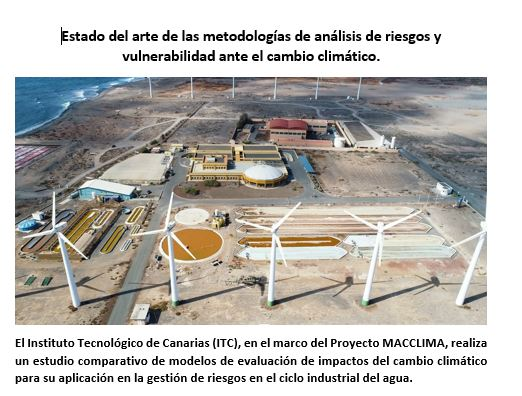 Estado del arte de las metodologías de análisis de riesgos y
vulnerabilidad ante el cambio climático.
El Instituto Tecnológico de Canarias (ITC), en el marco del Proyecto MACCLIMA, realiza
un estudio comparativo de modelos de evaluación de impactos del cambio climático
para su aplicación en la gestión de riesgos en el ciclo industrial del agua.